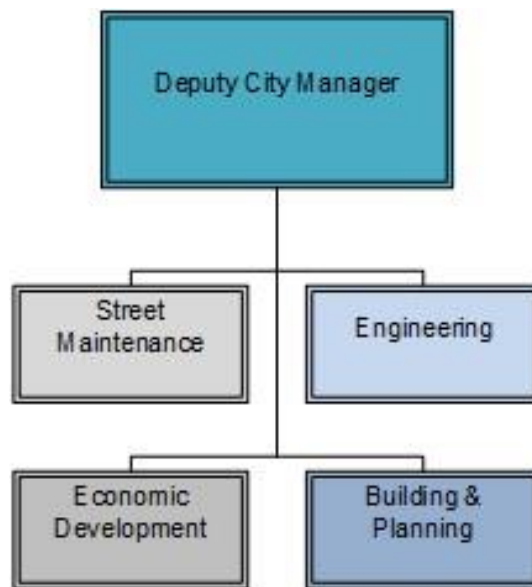 Deputy City Manager
Street
Maintenance
Engineering
Economic
Development
Building &
Planning